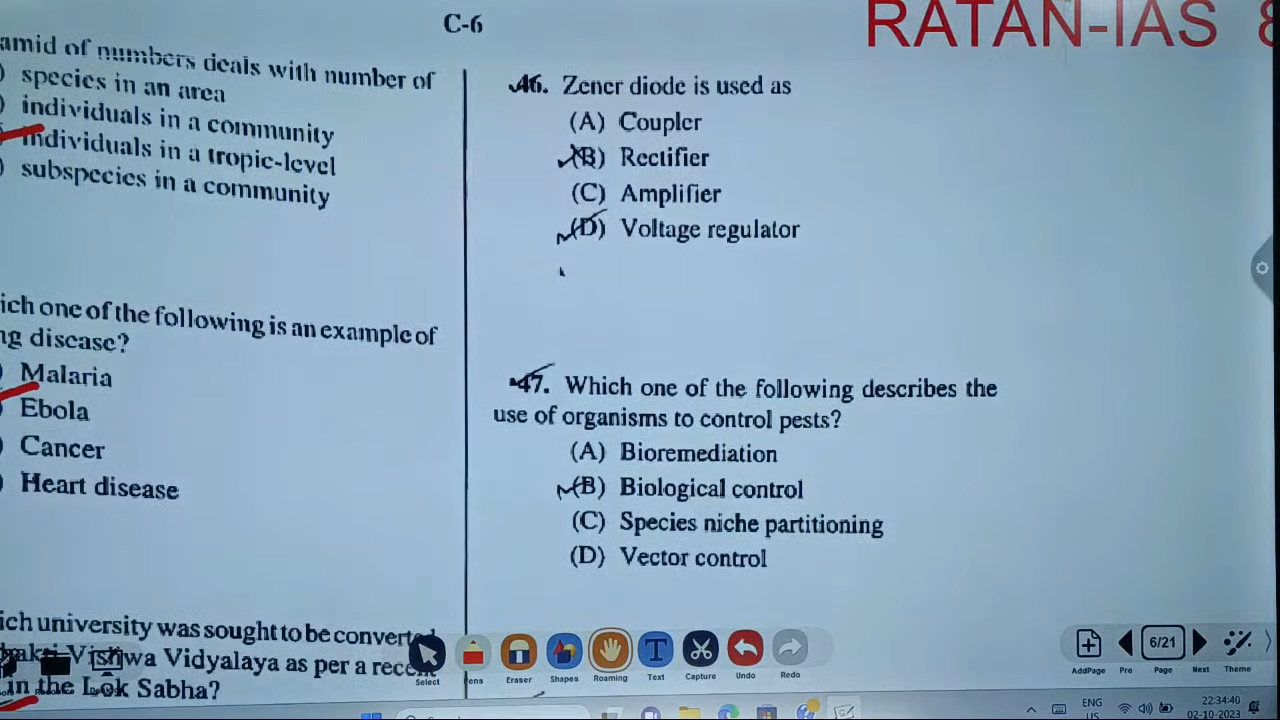 C-6
RATAN-IAS 8
amid of numbers deals with number of
) species in an area
) individuals in a community
individuals in a tropic-level
) subspecies in a community
ich one of the following is an example of
ng disease?
) Malaria
Ebola
) Cancer
) Heart disease
ich university was sought to be converted
wa Vidyalaya as per a recent
in the Lok Sabha?
46. Zener diode is used as
(A) Coupler
(B) Rectifier
(C) Amplifier
(D) Voltage regulator
47. Which one of the following describes the
use of organisms to control pests?
(A) Bioremediation
(B) Biological control
(C) Species niche partitioning
(D) Vector control
Select
Pens
Eraser
Shapes
Roaming
Text
Capture
Undo
Redo
AddPage
Pre
6/21
Page
Next
Theme
ENG
US
22:34:40
02-10-2023